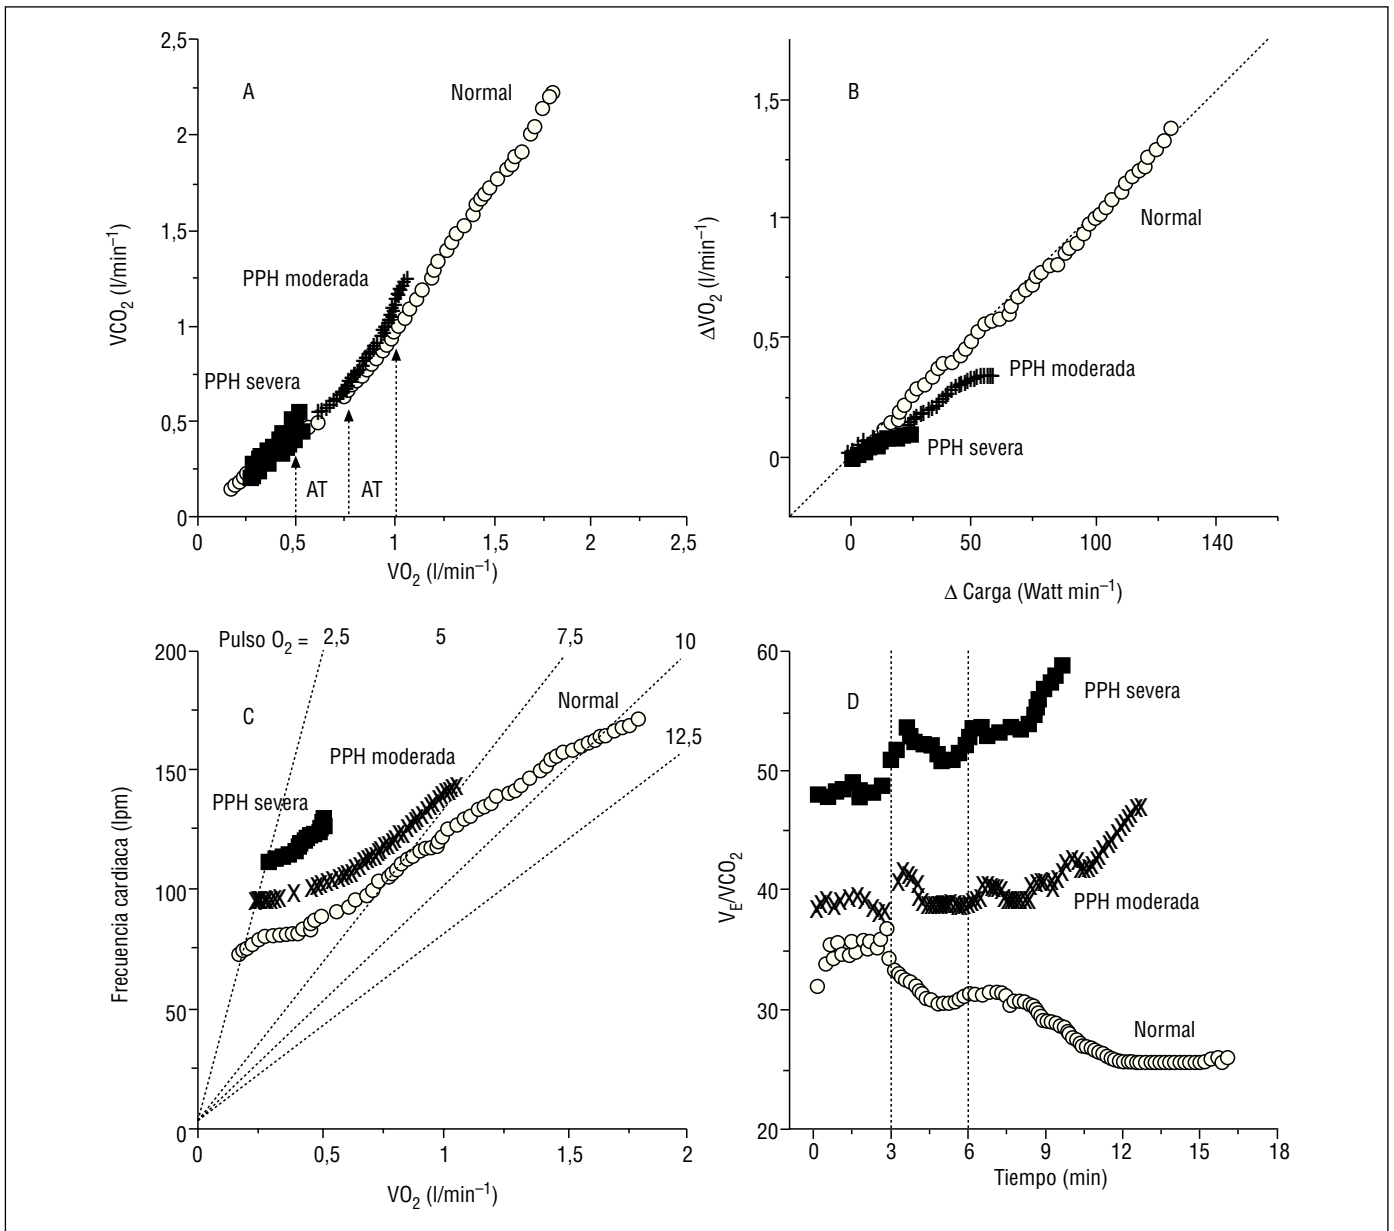 A
2,5
2
1,5
1
0,5
0
VCO₂ (l/min⁻¹)
Normal
PPH moderada
PPH severa
AT
AT
0
0,5
1
1,5
2
2,5
VO₂ (l/min⁻¹)
B
1,5
1
0,5
0
ΔVO₂ (l/min⁻¹)
Normal
PPH moderada
PPH severa
0
50
100
140
Δ Carga (Watt min⁻¹)
C
Pulso O₂ = 2,5 5 7,5 10
12,5
200
150
100
50
0
Frecuencia cardiaca (lpm)
Normal
PPH moderada
PPH severa
0
0,5
1
1,5
2
VO₂ (l/min⁻¹)
D
60
50
40
30
20
V_E/VCO₂
PPH severa
PPH moderada
Normal
0
3
6
9
12
15
18
Tiempo (min)